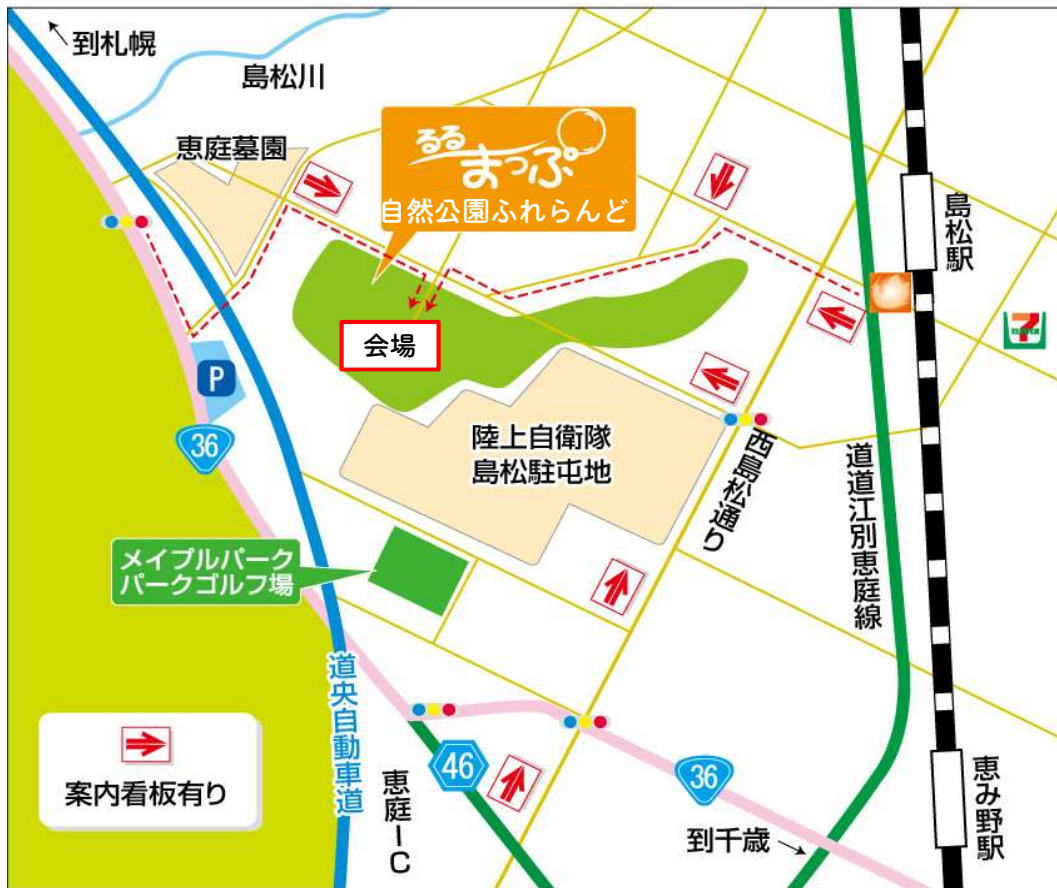 到札幌
島松川
恵庭墓園
るる
まっぷ
自然公園ふれらんど
島松駅
会場
7
ELEVEN
P
36
陸上自衛隊
島松駐屯地
西島松通り
道道江別恵庭線
メイプルパーク
パークゴルフ場
道央自動車道
案内看板有り
恵庭IC
46
36
到千歳
恵み野駅